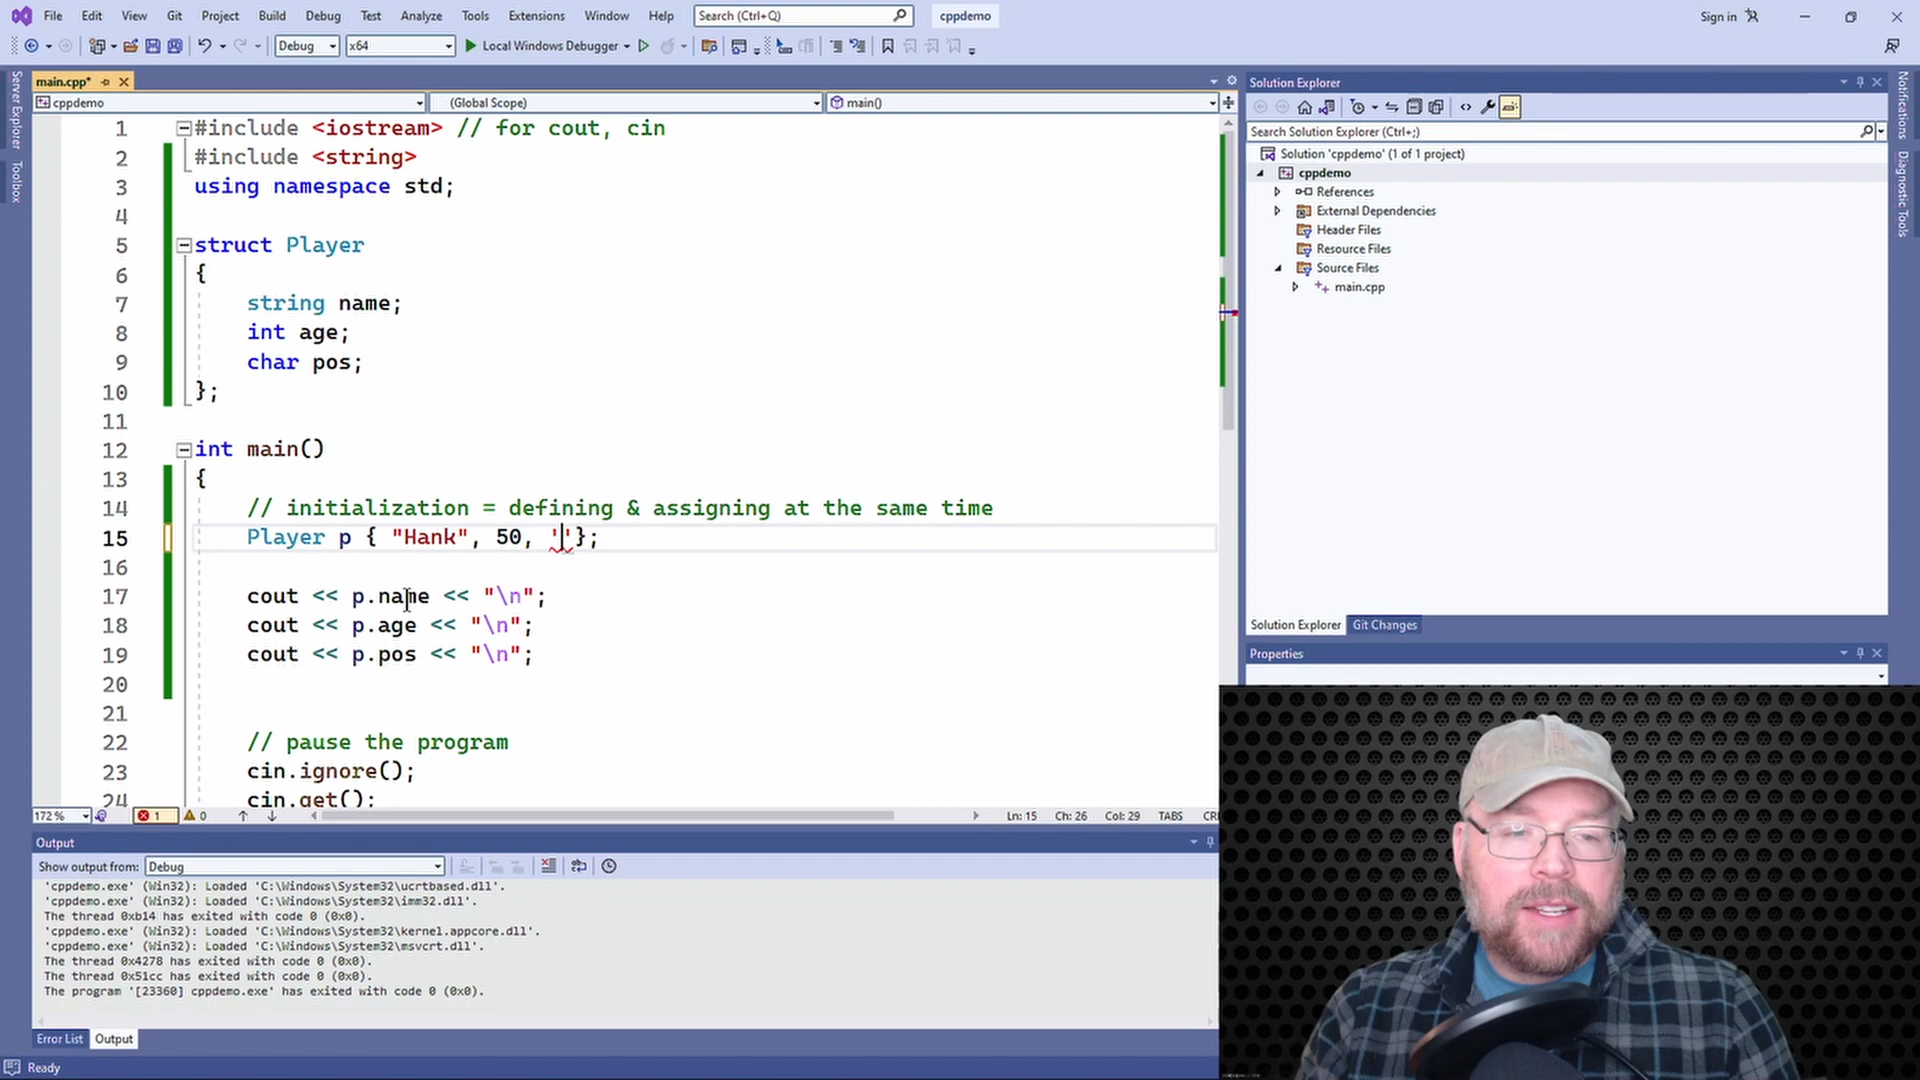 File Edit View Git Project Build Debug Test Analyze Tools Extensions Window Help Search (Ctrl+Q) cppdemo Sign in
Debug x64 Local Windows Debugger
Server Explorer
Toolbox
main.cpp*
cppdemo (Global Scope) main()
1 #include <iostream> // for cout, cin
2 #include <string>
3 using namespace std;
4
5 struct Player
6 {
7 string name;
8 int age;
9 char pos;
10 };
11
12 int main()
13 {
14 // initialization = defining & assigning at the same time
15 Player p { "Hank", 50, ''};
16
17 cout << p.name << "\n";
18 cout << p.age << "\n";
19 cout << p.pos << "\n";
20
21
22 // pause the program
23 cin.ignore();
24 cin.get();
172 % 1 0 Ln: 15 Ch: 26 Col: 29 TABS CR
Output
Show output from: Debug
'cppdemo.exe' (Win32): Loaded 'C:\Windows\System32\ucrtbased.dll'.
'cppdemo.exe' (Win32): Loaded 'C:\Windows\System32\imm32.dll'.
The thread 0xb14 has exited with code 0 (0x0).
'cppdemo.exe' (Win32): Loaded 'C:\Windows\System32\kernel.appcore.dll'.
'cppdemo.exe' (Win32): Loaded 'C:\Windows\System32\msvcrt.dll'.
The thread 0x4278 has exited with code 0 (0x0).
The thread 0x51cc has exited with code 0 (0x0).
The program '[23360] cppdemo.exe' has exited with code 0 (0x0).
Error List Output
Ready
Solution Explorer
Search Solution Explorer (Ctrl+;)
Solution 'cppdemo' (1 of 1 project)
cppdemo
References
External Dependencies
Header Files
Resource Files
Source Files
main.cpp
Solution Explorer Git Changes
Properties
Notifications
Diagnostic Tools